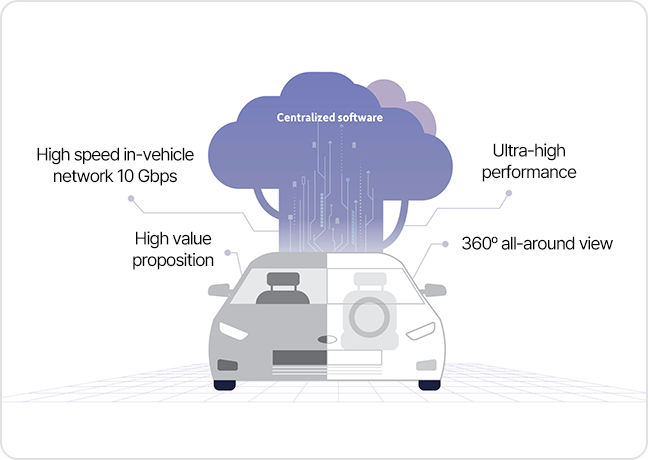 Centralized software
High speed in-vehicle
network 10 Gbps
Ultra-high
performance
High value
proposition
360º all-around view